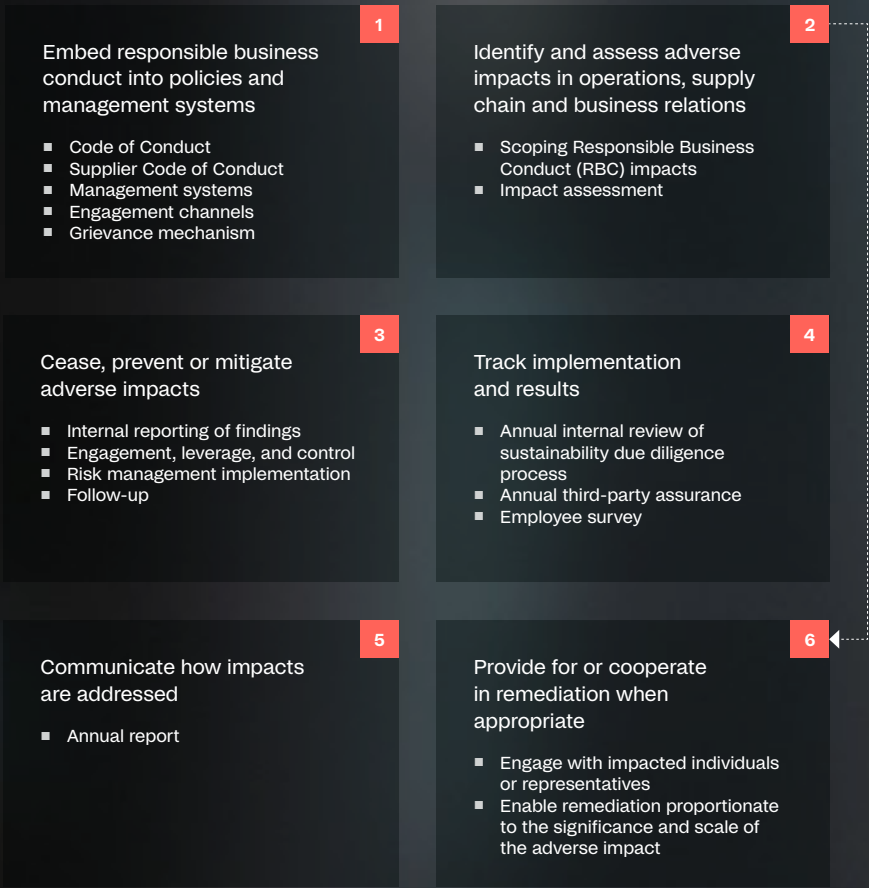 1
Embed responsible business
conduct into policies and
management systems
■ Code of Conduct
■ Supplier Code of Conduct
■ Management systems
■ Engagement channels
■ Grievance mechanism
2
Identify and assess adverse
impacts in operations, supply
chain and business relations
■ Scoping Responsible Business
Conduct (RBC) impacts
■ Impact assessment
3
Cease, prevent or mitigate
adverse impacts
■ Internal reporting of findings
■ Engagement, leverage, and control
■ Risk management implementation
■ Follow-up
4
Track implementation
and results
■ Annual internal review of
sustainability due diligence
process
■ Annual third-party assurance
■ Employee survey
5
Communicate how impacts
are addressed
■ Annual report
6
Provide for or cooperate
in remediation when
appropriate
■ Engage with impacted individuals
or representatives
■ Enable remediation proportionate
to the significance and scale of
the adverse impact